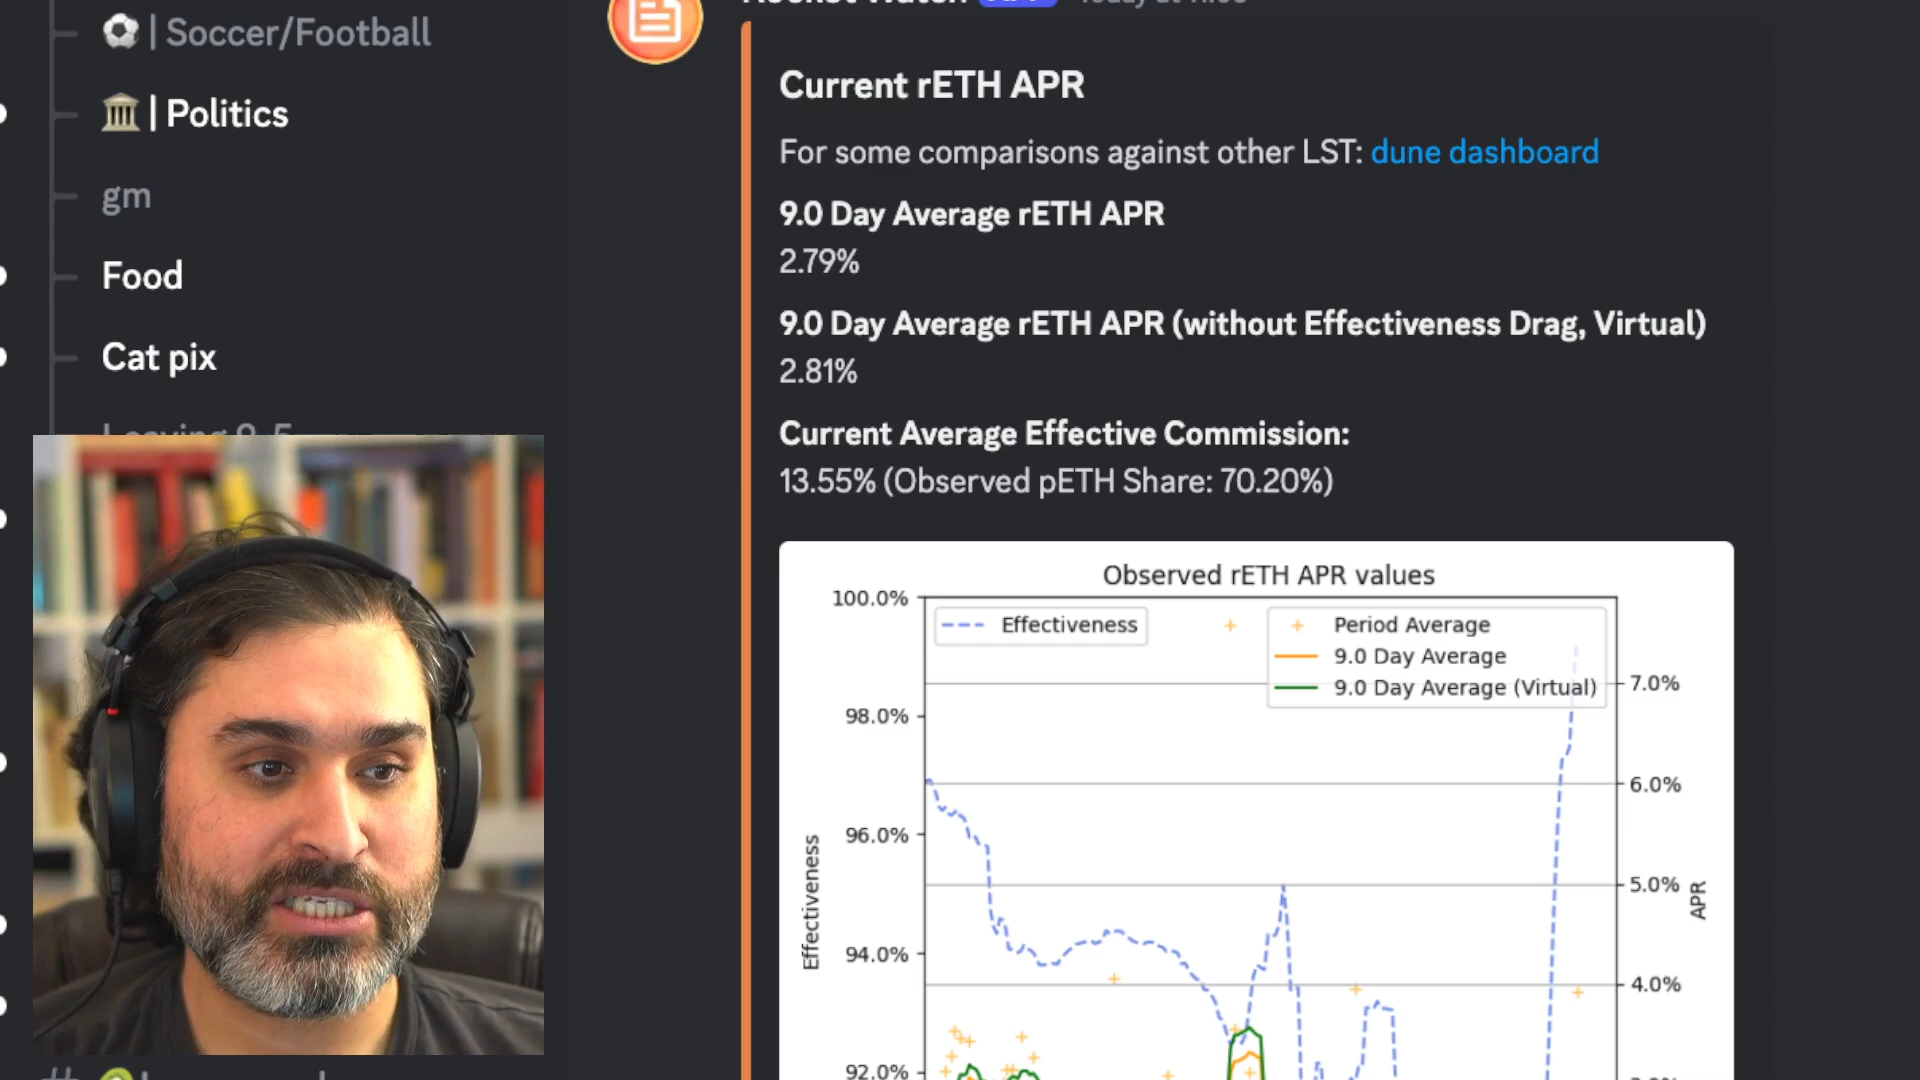 | Soccer/Football
| Politics
gm
Food
Cat pix
Leaving 9-5
Current rETH APR
For some comparisons against other LST: dune dashboard
9.0 Day Average rETH APR
2.79%
9.0 Day Average rETH APR (without Effectiveness Drag, Virtual)
2.81%
Current Average Effective Commission:
13.55% (Observed pETH Share: 70.20%)
Observed rETH APR values
100.0%
98.0%
96.0%
94.0%
92.0%
Effectiveness
Effectiveness
Period Average
9.0 Day Average
9.0 Day Average (Virtual)
7.0%
6.0%
5.0%
4.0%
APR